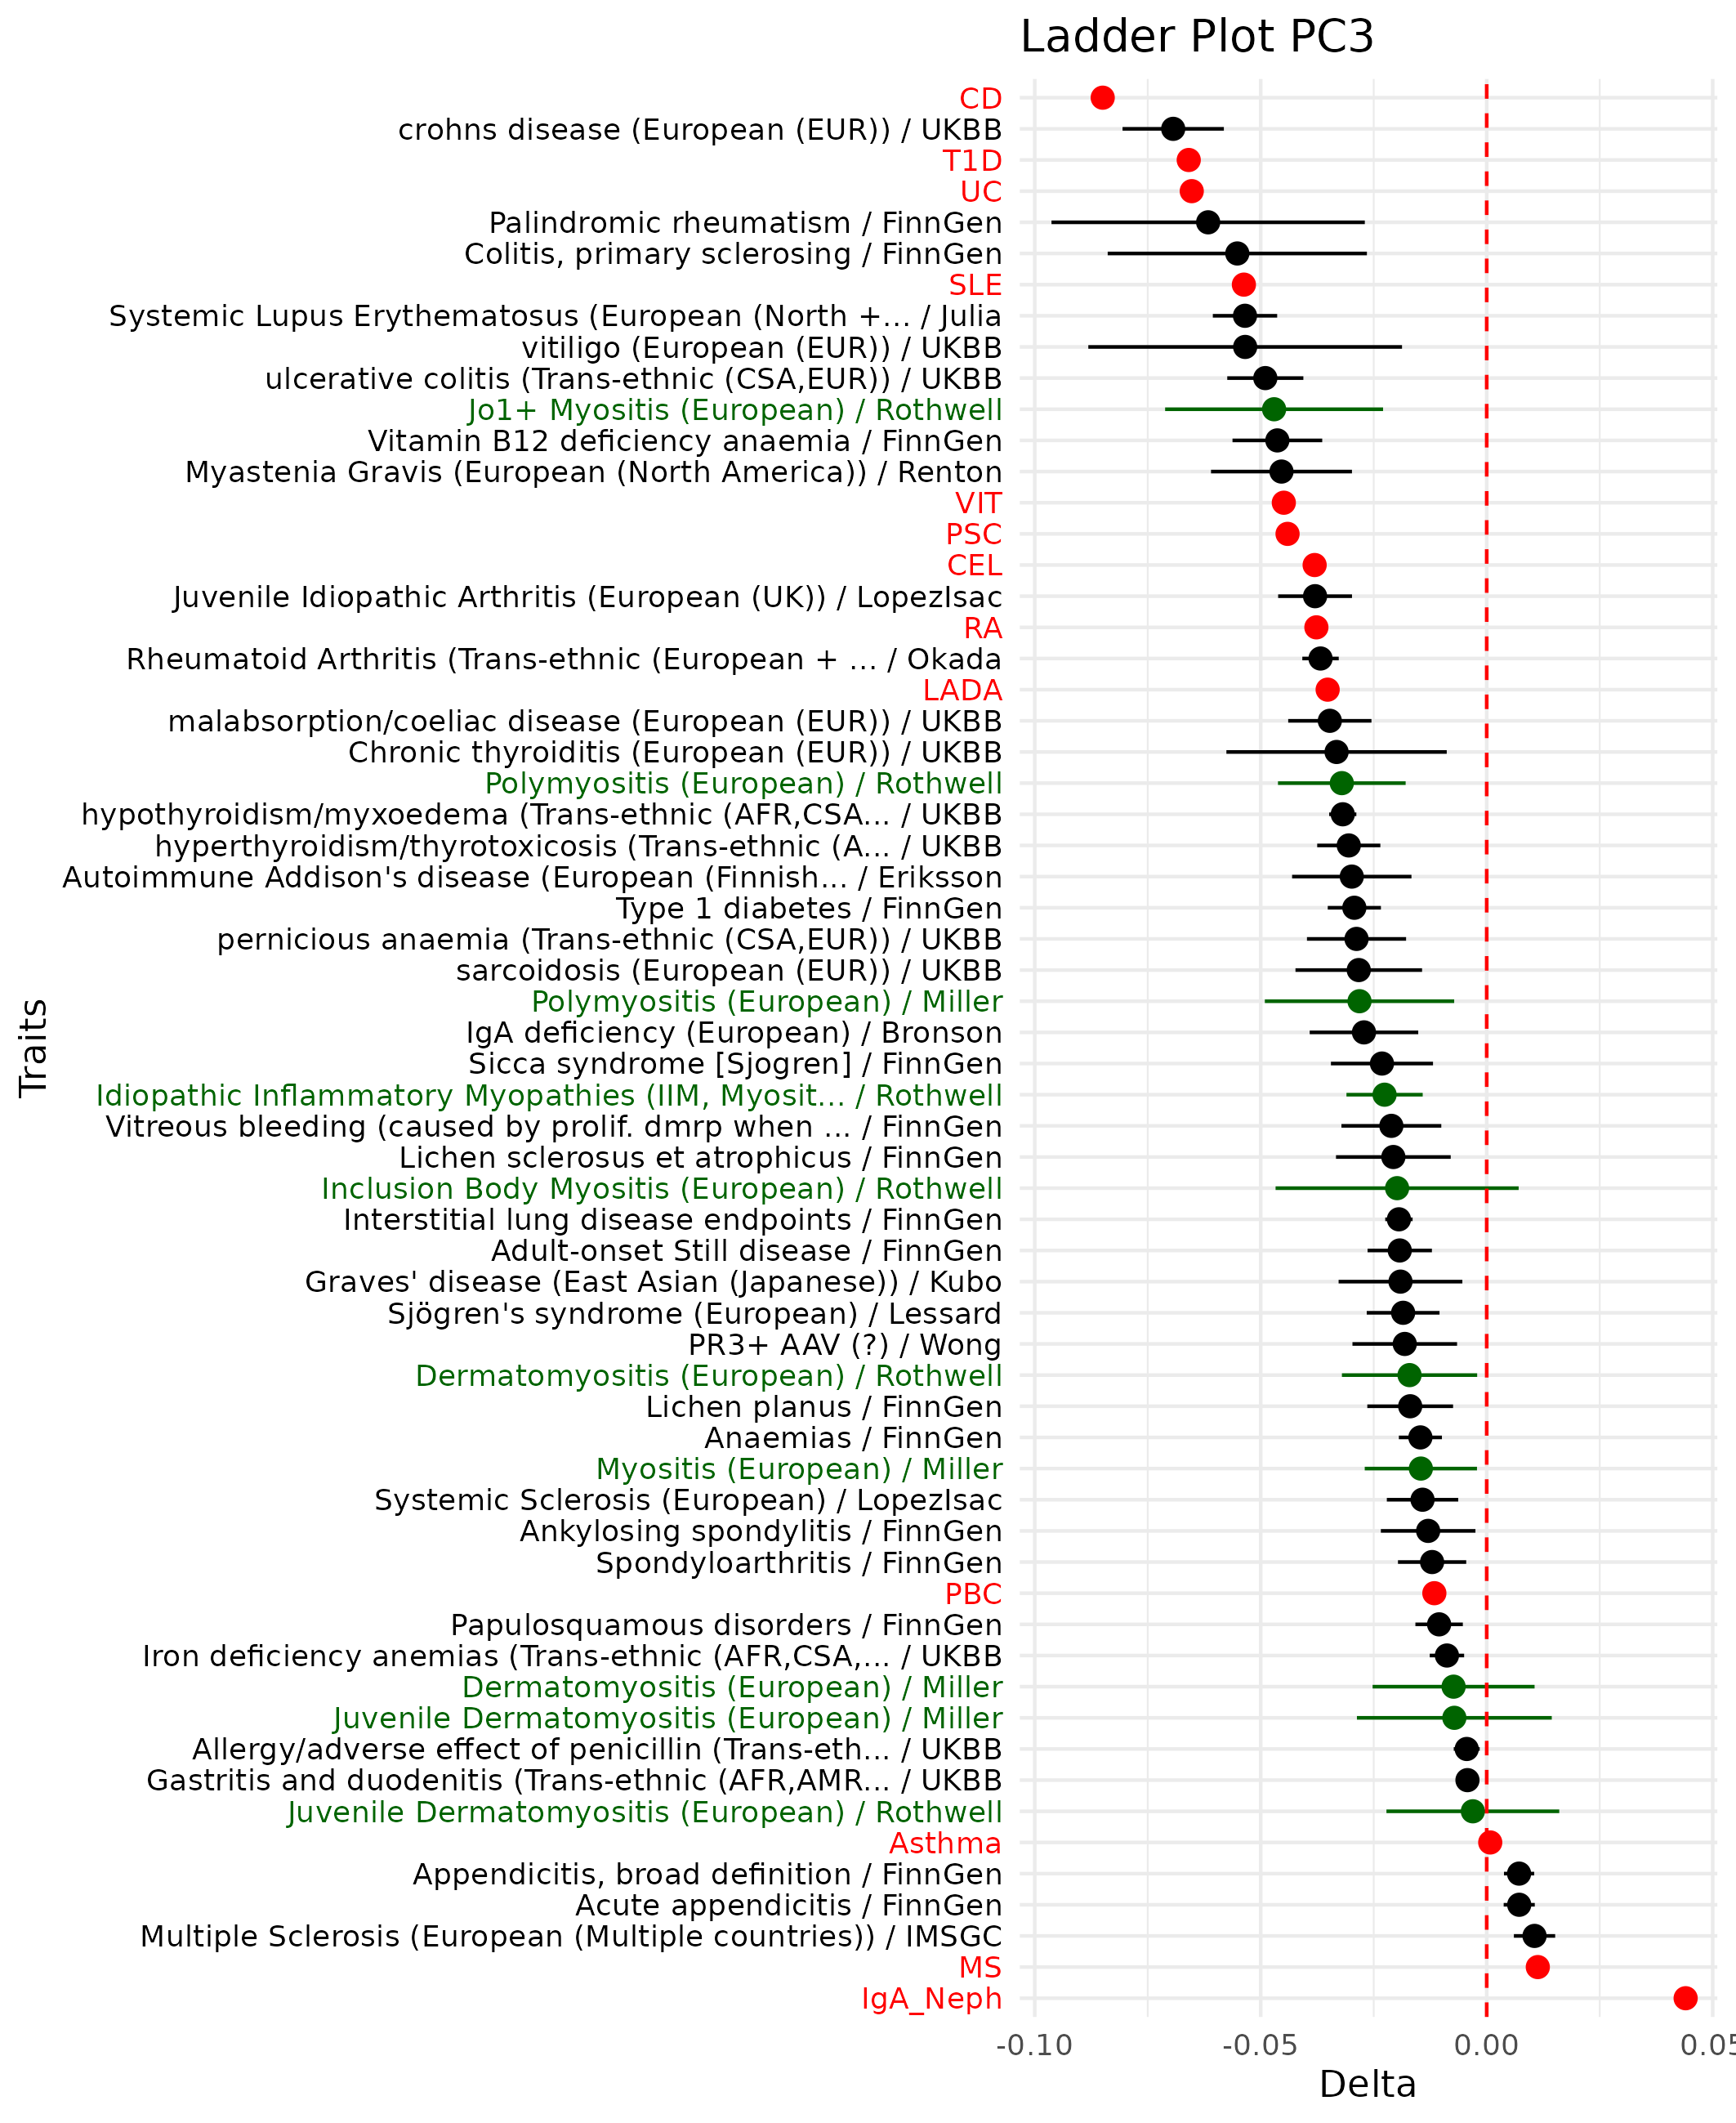 Ladder Plot PC3
CD
crohns disease (European (EUR)) / UKBB
T1D
UC
Palindromic rheumatism / FinnGen
Colitis, primary sclerosing / FinnGen
SLE
Systemic Lupus Erythematosus (European (North +... / Julia
vitiligo (European (EUR)) / UKBB
ulcerative colitis (Trans-ethnic (CSA,EUR)) / UKBB
Jo1+ Myositis (European) / Rothwell
Vitamin B12 deficiency anaemia / FinnGen
Myastenia Gravis (European (North America)) / Renton
VIT
PSC
CEL
Juvenile Idiopathic Arthritis (European (UK)) / LopezIsac
RA
Rheumatoid Arthritis (Trans-ethnic (European + ... / Okada
LADA
malabsorption/coeliac disease (European (EUR)) / UKBB
Chronic thyroiditis (European (EUR)) / UKBB
Polymyositis (European) / Rothwell
hypothyroidism/myxoedema (Trans-ethnic (AFR,CSA... / UKBB
hyperthyroidism/thyrotoxicosis (Trans-ethnic (A... / UKBB
Autoimmune Addison's disease (European (Finnish... / Eriksson
Type 1 diabetes / FinnGen
pernicious anaemia (Trans-ethnic (CSA,EUR)) / UKBB
sarcoidosis (European (EUR)) / UKBB
Polymyositis (European) / Miller
IgA deficiency (European) / Bronson
Sicca syndrome [Sjogren] / FinnGen
Idiopathic Inflammatory Myopathies (IIM, Myosit... / Rothwell
Vitreous bleeding (caused by prolif. dmrp when ... / FinnGen
Lichen sclerosus et atrophicus / FinnGen
Inclusion Body Myositis (European) / Rothwell
Interstitial lung disease endpoints / FinnGen
Adult-onset Still disease / FinnGen
Graves' disease (East Asian (Japanese)) / Kubo
Sjögren's syndrome (European) / Lessard
PR3+ AAV (?) / Wong
Dermatomyositis (European) / Rothwell
Lichen planus / FinnGen
Anaemias / FinnGen
Myositis (European) / Miller
Systemic Sclerosis (European) / LopezIsac
Ankylosing spondylitis / FinnGen
Spondyloarthritis / FinnGen
PBC
Papulosquamous disorders / FinnGen
Iron deficiency anemias (Trans-ethnic (AFR,CSA,... / UKBB
Dermatomyositis (European) / Miller
Juvenile Dermatomyositis (European) / Miller
Allergy/adverse effect of penicillin (Trans-eth... / UKBB
Gastritis and duodenitis (Trans-ethnic (AFR,AMR... / UKBB
Juvenile Dermatomyositis (European) / Rothwell
Asthma
Appendicitis, broad definition / FinnGen
Acute appendicitis / FinnGen
Multiple Sclerosis (European (Multiple countries)) / IMSGC
MS
IgA_Neph
Traits
-0.10 -0.05 0.00 0.05
Delta